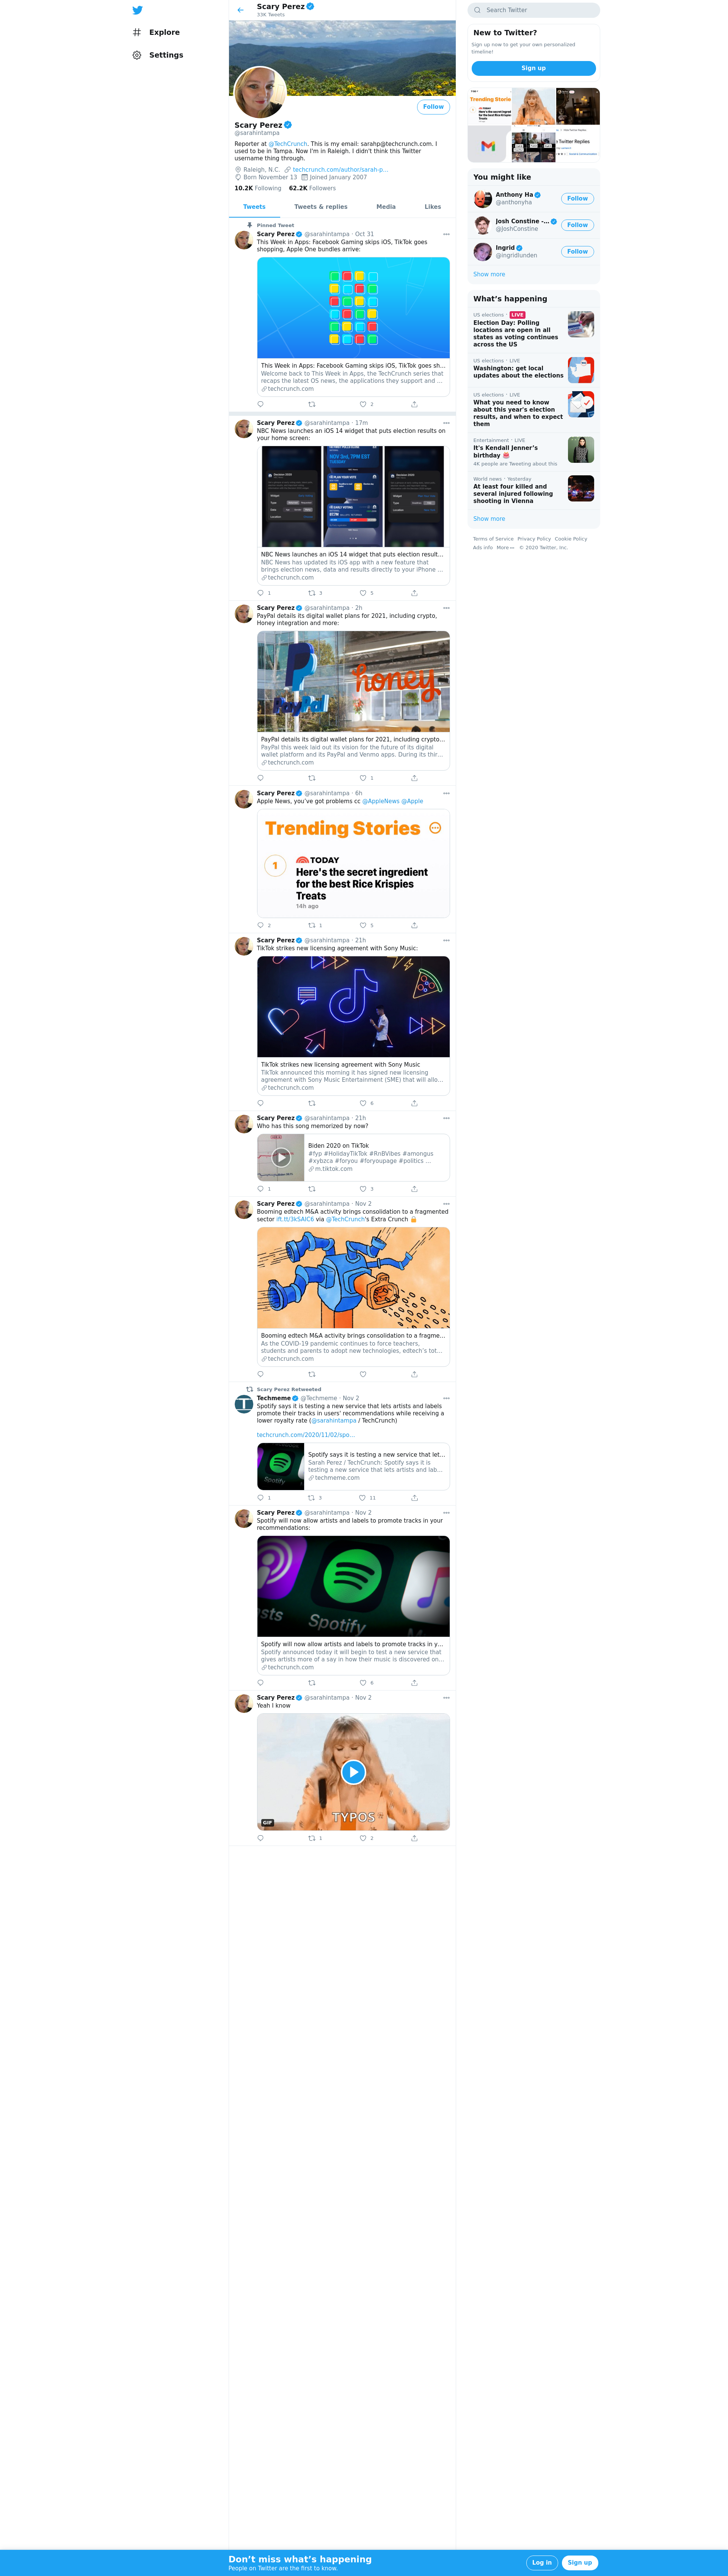 Explore
Settings
Scary Perez
33K Tweets
Follow
Scary Perez
@sarahintampa
Reporter at @TechCrunch. This is my email: sarahp@techcrunch.com. I
used to be in Tampa. Now I'm in Raleigh. I didn't think this Twitter
username thing through.
Raleigh, N.C. techcrunch.com/author/sarah-p...
Born November 13 Joined January 2007
10.2K Following 62.2K Followers
Tweets Tweets & replies Media Likes
Pinned Tweet
Scary Perez @sarahintampa · Oct 31
This Week in Apps: Facebook Gaming skips iOS, TikTok goes
shopping, Apple One bundles arrive:
This Week in Apps: Facebook Gaming skips iOS, TikTok goes sh...
Welcome back to This Week in Apps, the TechCrunch series that
recaps the latest OS news, the applications they support and ...
techcrunch.com
2
Scary Perez @sarahintampa · 17m
NBC News launches an iOS 14 widget that puts election results on
your home screen:
NBC News launches an iOS 14 widget that puts election result...
NBC News has updated its iOS app with a new feature that
brings election news, data and results directly to your iPhone ...
techcrunch.com
1 3 5
Scary Perez @sarahintampa · 2h
PayPal details its digital wallet plans for 2021, including crypto,
Honey integration and more:
PayPal
honey
PayPal details its digital wallet plans for 2021, including crypto...
PayPal this week laid out its vision for the future of its digital
wallet platform and its PayPal and Venmo apps. During its thir...
techcrunch.com
1
Scary Perez @sarahintampa · 6h
Apple News, you've got problems cc @AppleNews @Apple
Trending Stories
1
TODAY
Here's the secret ingredient
for the best Rice Krispies
Treats
14h ago
2 1 5
Scary Perez @sarahintampa · 21h
TikTok strikes new licensing agreement with Sony Music:
TikTok strikes new licensing agreement with Sony Music
TikTok announced this morning it has signed new licensing
agreement with Sony Music Entertainment (SME) that will allo...
techcrunch.com
6
Scary Perez @sarahintampa · 21h
Who has this song memorized by now?
Biden 2020 on TikTok
#fyp #HolidayTikTok #RnBVibes #amongus
#xybzca #foryou #foryoupage #politics ...
m.tiktok.com
1 3
Scary Perez @sarahintampa · Nov 2
Booming edtech M&A activity brings consolidation to a fragmented
sector ift.tt/3kSAIC6 via @TechCrunch's Extra Crunch
Booming edtech M&A activity brings consolidation to a fragme...
As the COVID-19 pandemic continues to force teachers,
students and parents to adopt new technologies, edtech's tot...
techcrunch.com
Scary Perez Retweeted
Techmeme @Techmeme · Nov 2
Spotify says it is testing a new service that lets artists and labels
promote their tracks in users' recommendations while receiving a
lower royalty rate (@sarahintampa / TechCrunch)
techcrunch.com/2020/11/02/spo...
Spotify says it is testing a new service that let...
Sarah Perez / TechCrunch: Spotify says it is
testing a new service that lets artists and lab...
techmeme.com
1 3 11
Scary Perez @sarahintampa · Nov 2
Spotify will now allow artists and labels to promote tracks in your
recommendations:
Spotify
Spotify will now allow artists and labels to promote tracks in y...
Spotify announced today it will begin to test a new service that
gives artists more of a say in how their music is discovered on...
techcrunch.com
6
Scary Perez @sarahintampa · Nov 2
Yeah I know
TYPOS
GIF
1 2
Search Twitter
New to Twitter?
Sign up now to get your own personalized
timeline!
Sign up
Trending Stories
Twitter Replies
You might like
Anthony Ha
@anthonyha
Follow
Josh Constine -...
@JoshConstine
Follow
Ingrid
@ingridlunden
Follow
Show more
What's happening
US elections · LIVE
Election Day: Polling
locations are open in all
states as voting continues
across the US
US elections · LIVE
Washington: get local
updates about the elections
US elections · LIVE
What you need to know
about this year's election
results, and when to expect
them
Entertainment · LIVE
It's Kendall Jenner's
birthday
4K people are Tweeting about this
World news · Yesterday
At least four killed and
several injured following
shooting in Vienna
Show more
Terms of Service Privacy Policy Cookie Policy
Ads info More © 2020 Twitter, Inc.
Don't miss what's happening
People on Twitter are the first to know.
Log in Sign up